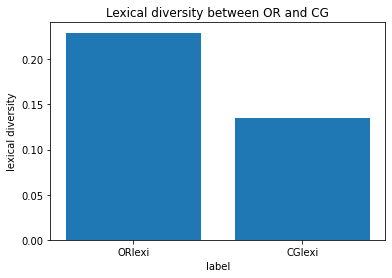 Lexical diversity between OR and CG
lexical diversity
0.20
0.15
0.10
0.05
0.00
ORlexi CGlexi
label